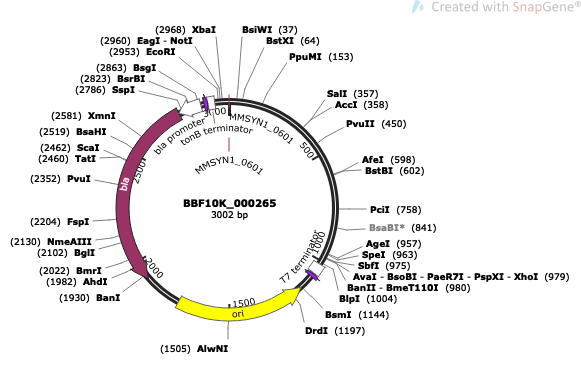 Created with SnapGene®
(2968) XbaI
BsiWI (37)
(2960) EagI - NotI
BstXI (64)
(2953) EcoRI
PpuMI (153)
(2863) BsgI
(2823) BsrBI
(2786) SspI
SalI (357)
AccI (358)
(2581) XmnI
PvuII (450)
(2519) BsaHI
(2462) ScaI
(2460) TatI
AfeI (598)
BstBI (602)
(2352) PvuI
PciI (758)
(2204) FspI
BsaBI* (841)
(2130) NmeAIII
(2102) BglI
AgeI (957)
SpeI (963)
SbfI (975)
(2022) BmrI
AvaI - BsoBI - PaeR7I - PspXI - XhoI (979)
(1982) AhdI
BanII - BmeT110I (980)
(1930) BanI
BlpI (1004)
BsmI (1144)
DrdI (1197)
(1505) AlwNI
bla promoter
tonB terminator
MMSYN1_0601
MMSYN1_0601
BBF10K_000265
3002 bp
bla
T7 terminator
ori
500
1000
1500
2000
2500
3000